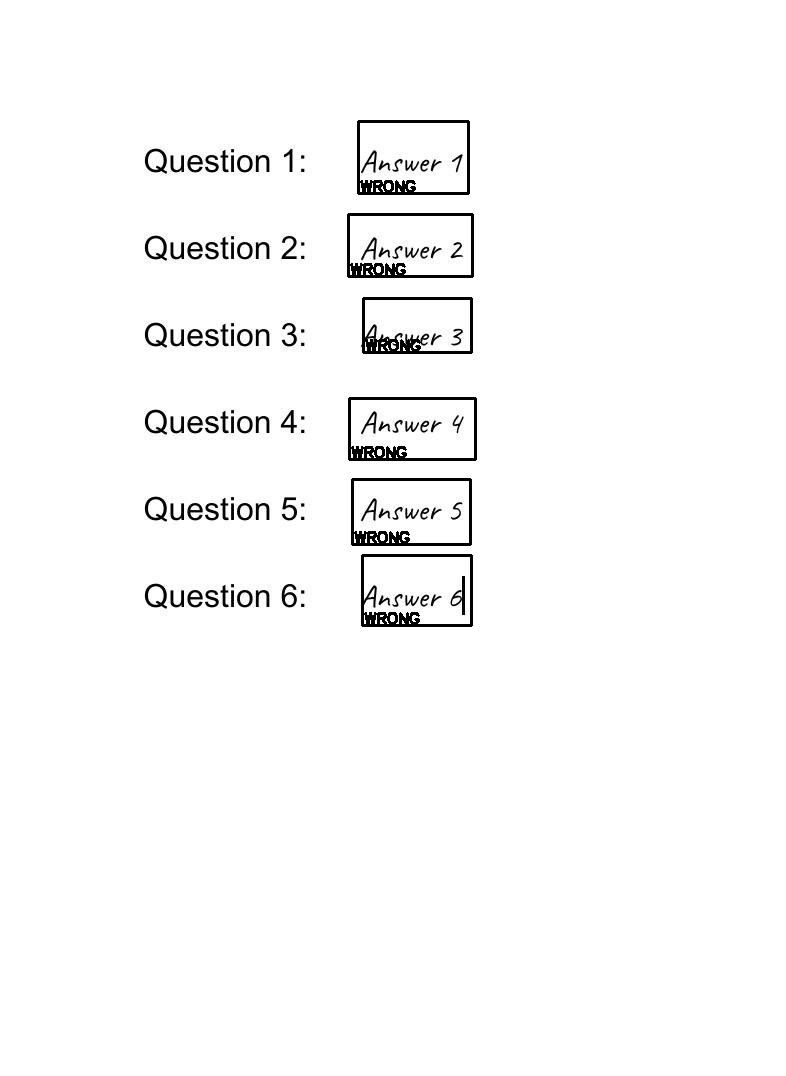 Question 1: Answer 1
WRONG
Question 2: Answer 2
WRONG
Question 3: Answer 3
WRONG
Question 4: Answer 4
WRONG
Question 5: Answer 5
WRONG
Question 6: Answer 6
WRONG